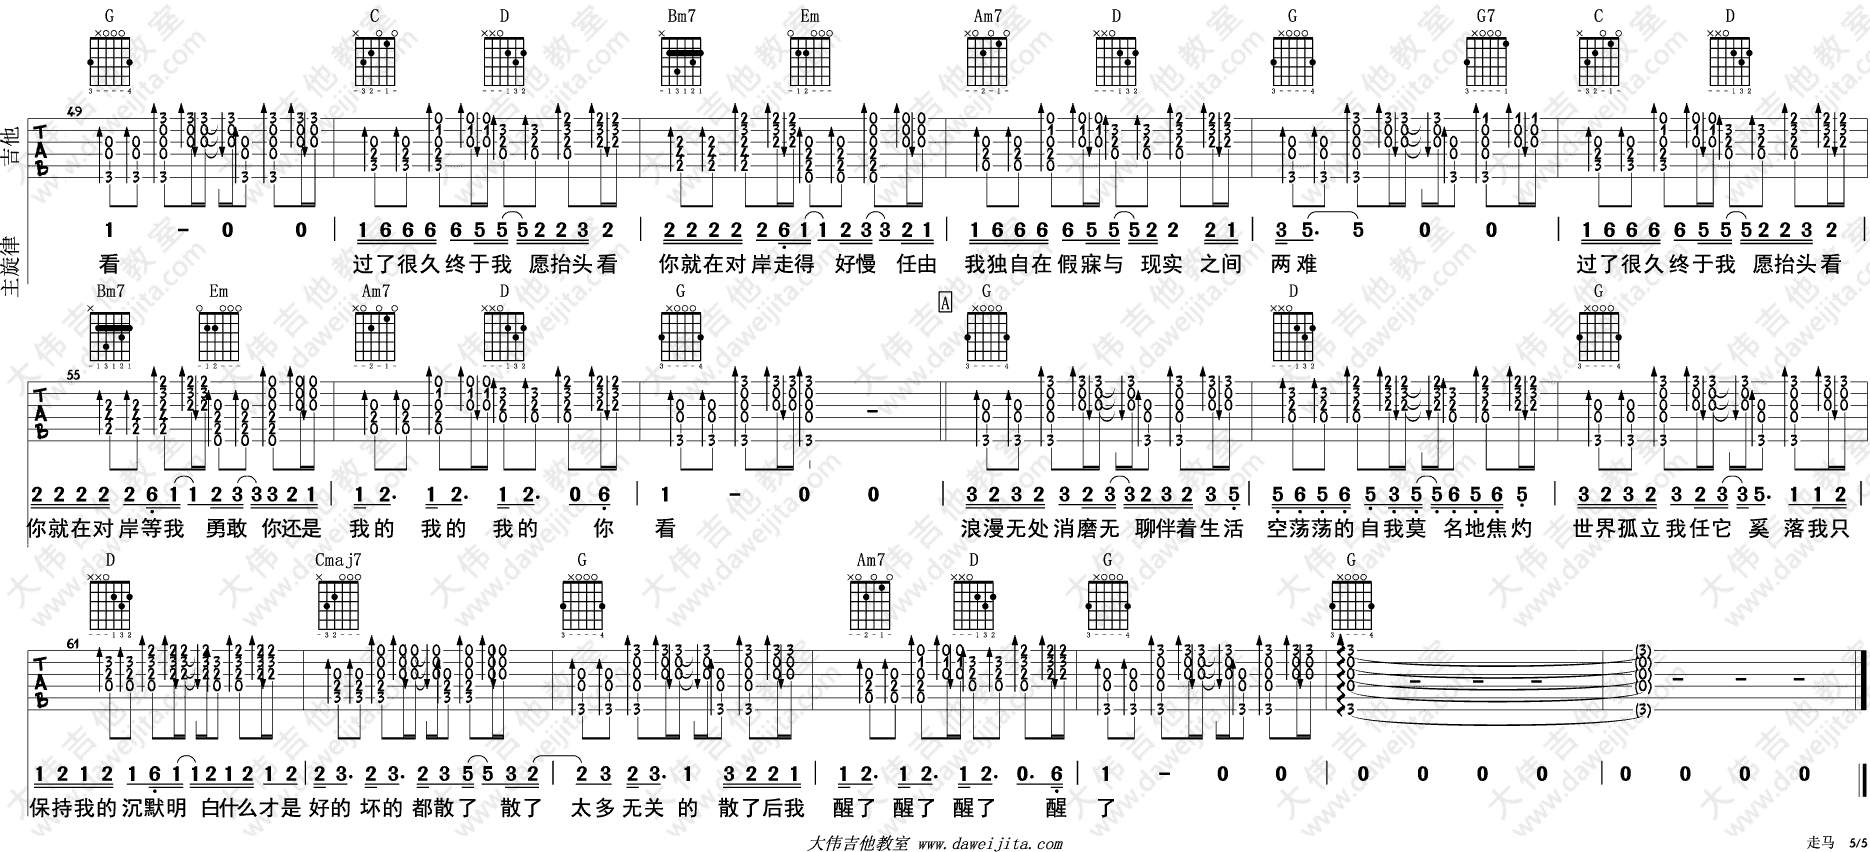 G C D Bm7 Em Am7 D G G7 C D
49
吉他
TAB
主旋律
1 - 0 0 | 1 6 6 6 6 5 5 5 2 2 3 2 | 2 2 2 2 2 6 1 1 2 3 3 2 1 | 1 6 6 6 6 5 5 5 2 2 2 1 | 3 5. 5 0 0 | 1 6 6 6 6 5 5 5 2 2 3 2 |
看 过了很久终于我 愿抬头看 你就在对岸走得 好慢 任由 我独自在假寐与 现实 之间 两难 过了很久终于我 愿抬头看
Bm7 Em Am7 D G A G D G
55
TAB
2 2 2 2 2 6 1 1 2 3 3 3 2 1 | 1 2. 1 2. 1 2. 0 6 | 1 - 0 0 | 3 2 3 2 3 2 3 3 2 3 2 3 5 | 5 6 5 6 5 3 5 5 6 5 6 5 | 3 2 3 2 3 2 3 3 5. 1 1 2 |
你就在对岸等我 勇敢 你还是 我的 我的 我的 你 看 浪漫无处消磨无 聊伴着生活 空荡荡的自我莫 名地焦灼 世界孤立我任它 奚 落我只
D Cmaj7 G Am7 D G G
61
TAB
1 2 1 2 1 6 1 1 2 1 2 1 2 | 2 3. 2 3. 2 3 5 5 3 2 | 2 3 2 3. 1 3 2 2 1 | 1 2. 1 2. 1 2. 0. 6 | 1 - 0 0 | 0 0 0 0 | 0 0 0 0
保持我的沉默明 白什么才是 好的 坏的 都散了 散了 太多 无关 的 散了后我 醒了 醒了 醒了 醒 了
大伟吉他教室 www.daweijita.com
走马 5/5